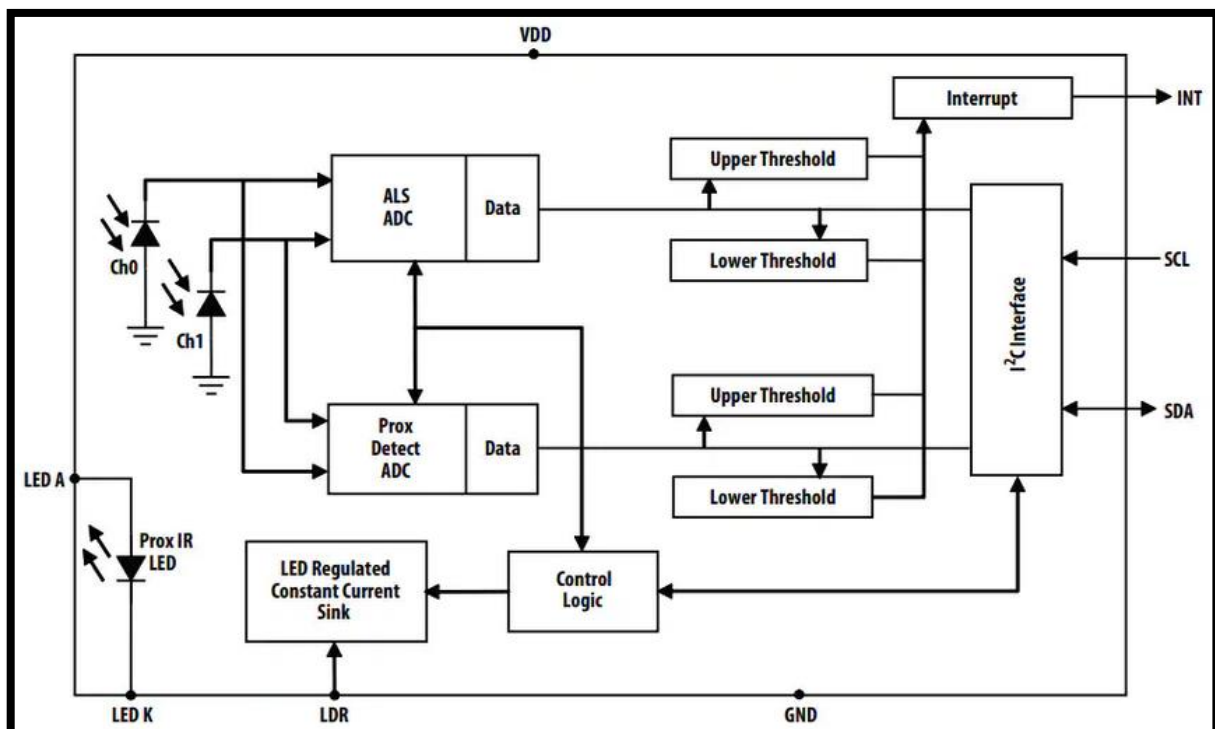 VDD
Interrupt
INT
Upper Threshold
ALS
ADC
Data
Ch0
Lower Threshold
SCL
I²C Interface
Ch1
Upper Threshold
SDA
Prox
Detect
ADC
Data
LED A
Lower Threshold
Prox IR
LED
LED Regulated
Constant Current
Sink
Control
Logic
LED K
LDR
GND